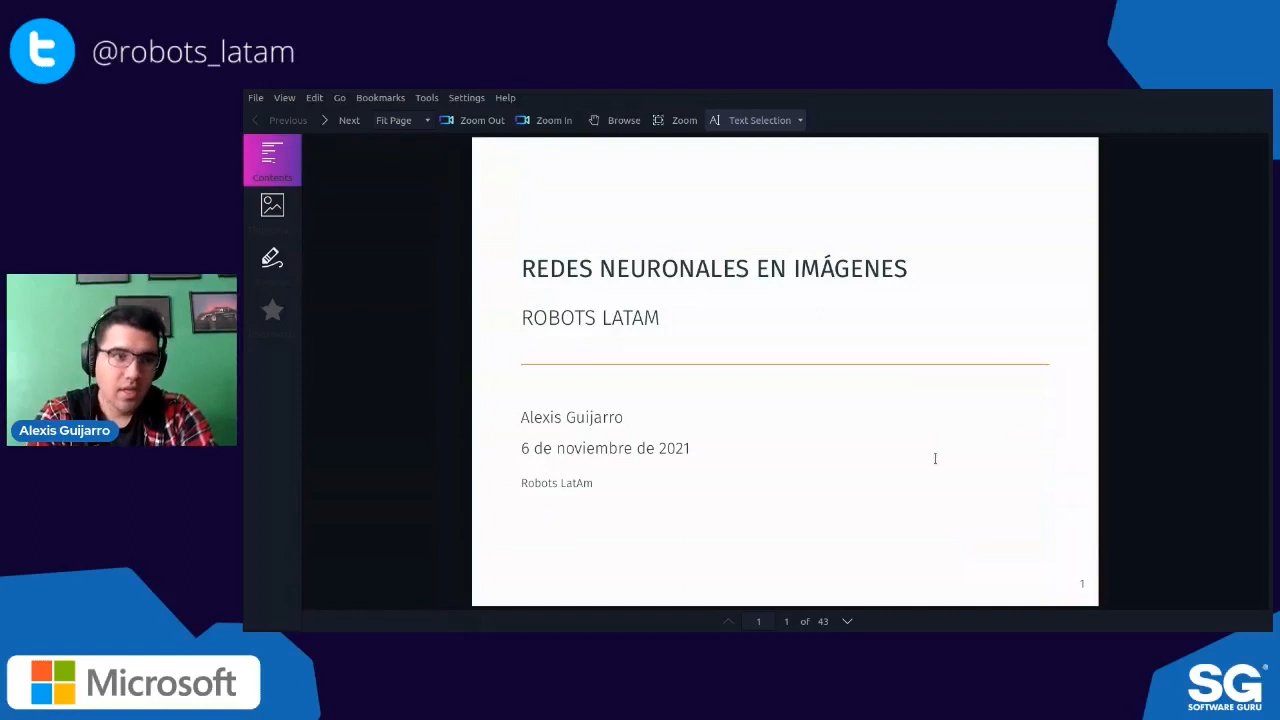 @robots_latam
File View Edit Go Bookmarks Tools Settings Help
Previous Next Fit Page Zoom Out Zoom In Browse Zoom Text Selection
Contents
REDES NEURONALES EN IMÁGENES
ROBOTS LATAM
Alexis Guijarro
6 de noviembre de 2021
Robots LatAm
1
1 1 of 43
Alexis Guijarro
Microsoft
SG
SOFTWARE GURU